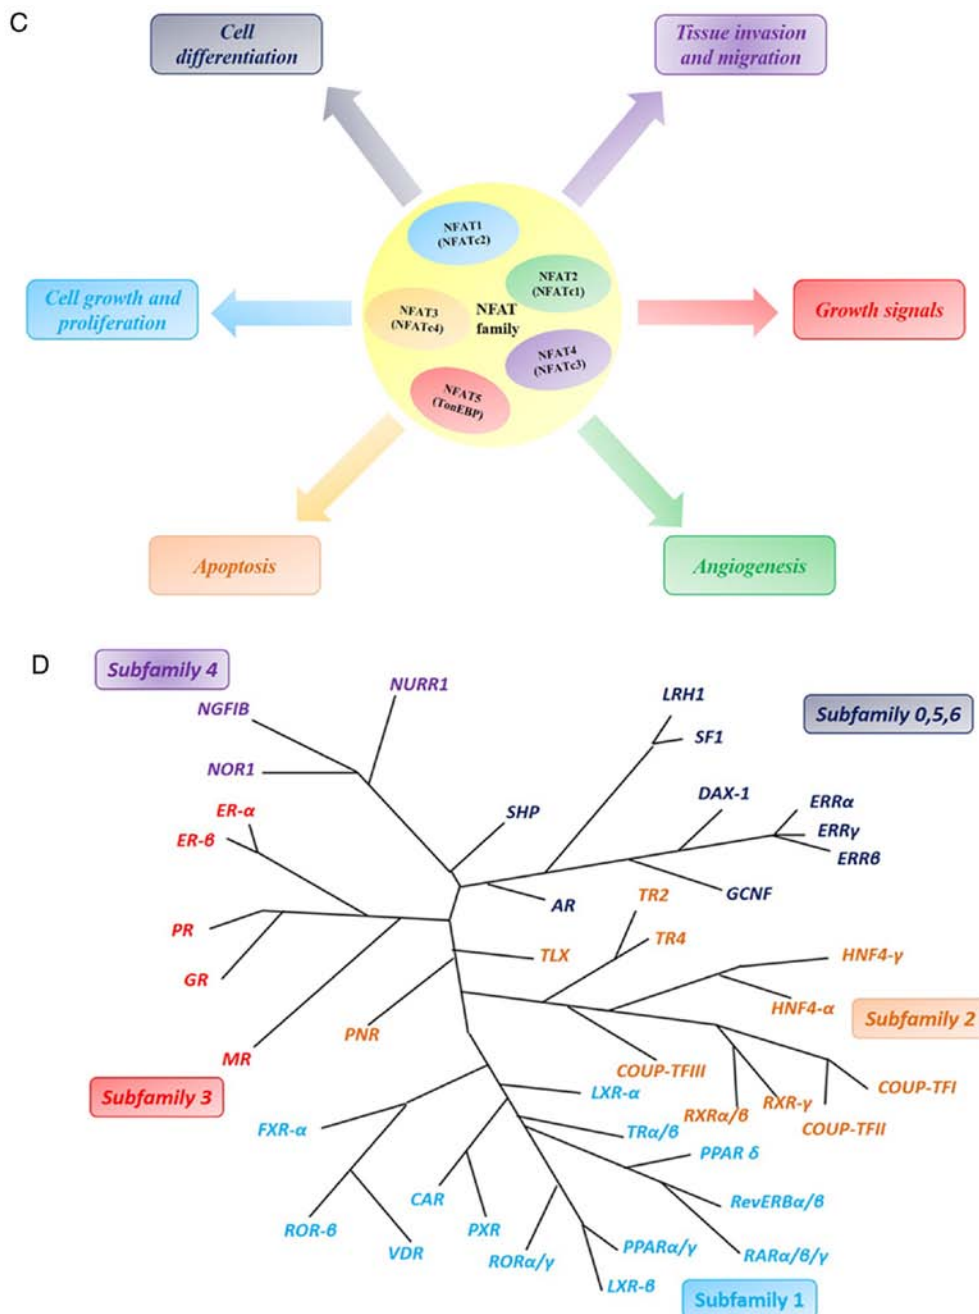 C
Cell
differentiation
Tissue invasion
and migration
NFAT1
(NFATc2)
NFAT2
(NFATc1)
Cell growth and
proliferation
NFAT3
(NFATc4)
NFAT
family
Growth signals
NFAT4
(NFATc3)
NFAT5
(TonEBP)
Apoptosis
Angiogenesis
D
Subfamily 4
NURR1
NGFIB
LRH1
Subfamily 0,5,6
SF1
NOR1
DAX-1
ERRα
ER-α
SHP
ERRγ
ER-β
ERRβ
TR2
GCNF
AR
PR
TR4
TLX
HNF4-γ
GR
HNF4-α
Subfamily 2
PNR
MR
COUP-TFIII
COUP-TFI
Subfamily 3
LXR-α
RXRα/β
RXR-γ
FXR-α
TRα/β
COUP-TFII
PPAR δ
CAR
RevERBα/β
ROR-β
PXR
VDR
RORα/γ
PPARα/γ
RARα/β/γ
LXR-β
Subfamily 1